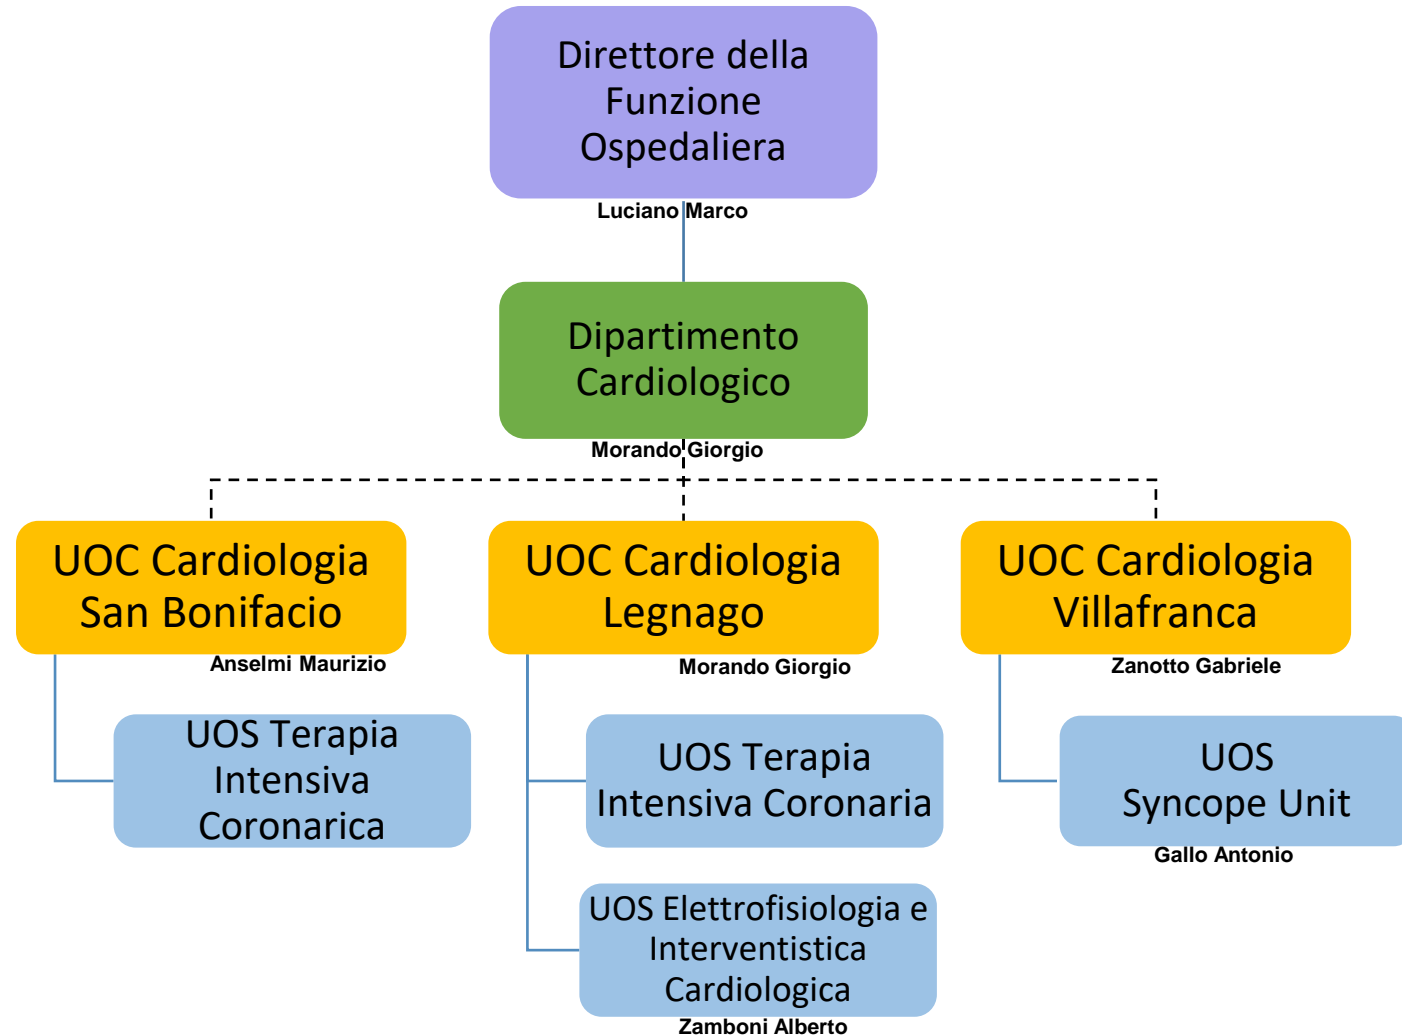 Direttore della
Funzione
Ospedaliera
Luciano Marco
Dipartimento
Cardiologico
Morando Giorgio
UOC Cardiologia
San Bonifacio
Anselmi Maurizio
UOS Terapia
Intensiva
Coronarica
UOC Cardiologia
Legnago
Morando Giorgio
UOS Terapia
Intensiva Coronaria
UOS Elettrofisiologia e
Interventistica
Cardiologica
Zamboni Alberto
UOC Cardiologia
Villafranca
Zanotto Gabriele
UOS
Syncope Unit
Gallo Antonio